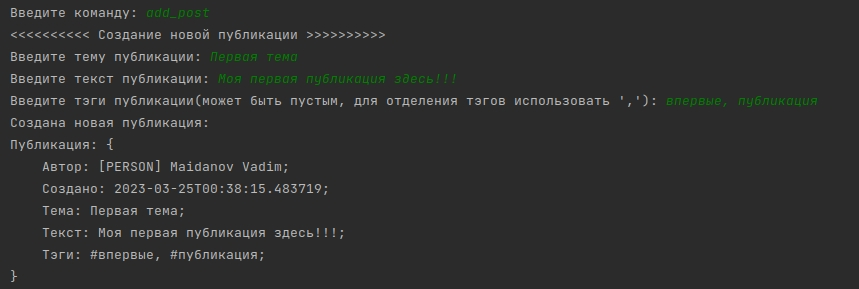 Введите команду: add_post
<<<<<<<<<< Создание новой публикации >>>>>>>>>>
Введите тему публикации: Первая тема
Введите текст публикации: Моя первая публикация здесь!!!
Введите тэги публикации(может быть пустым, для отделения тэгов использовать ','): впервые, публикация
Создана новая публикация:
Публикация: {
    Автор: [PERSON] Maidanov Vadim;
    Создано: 2023-03-25T00:38:15.483719;
    Тема: Первая тема;
    Текст: Моя первая публикация здесь!!!;
    Тэги: #впервые, #публикация;
}